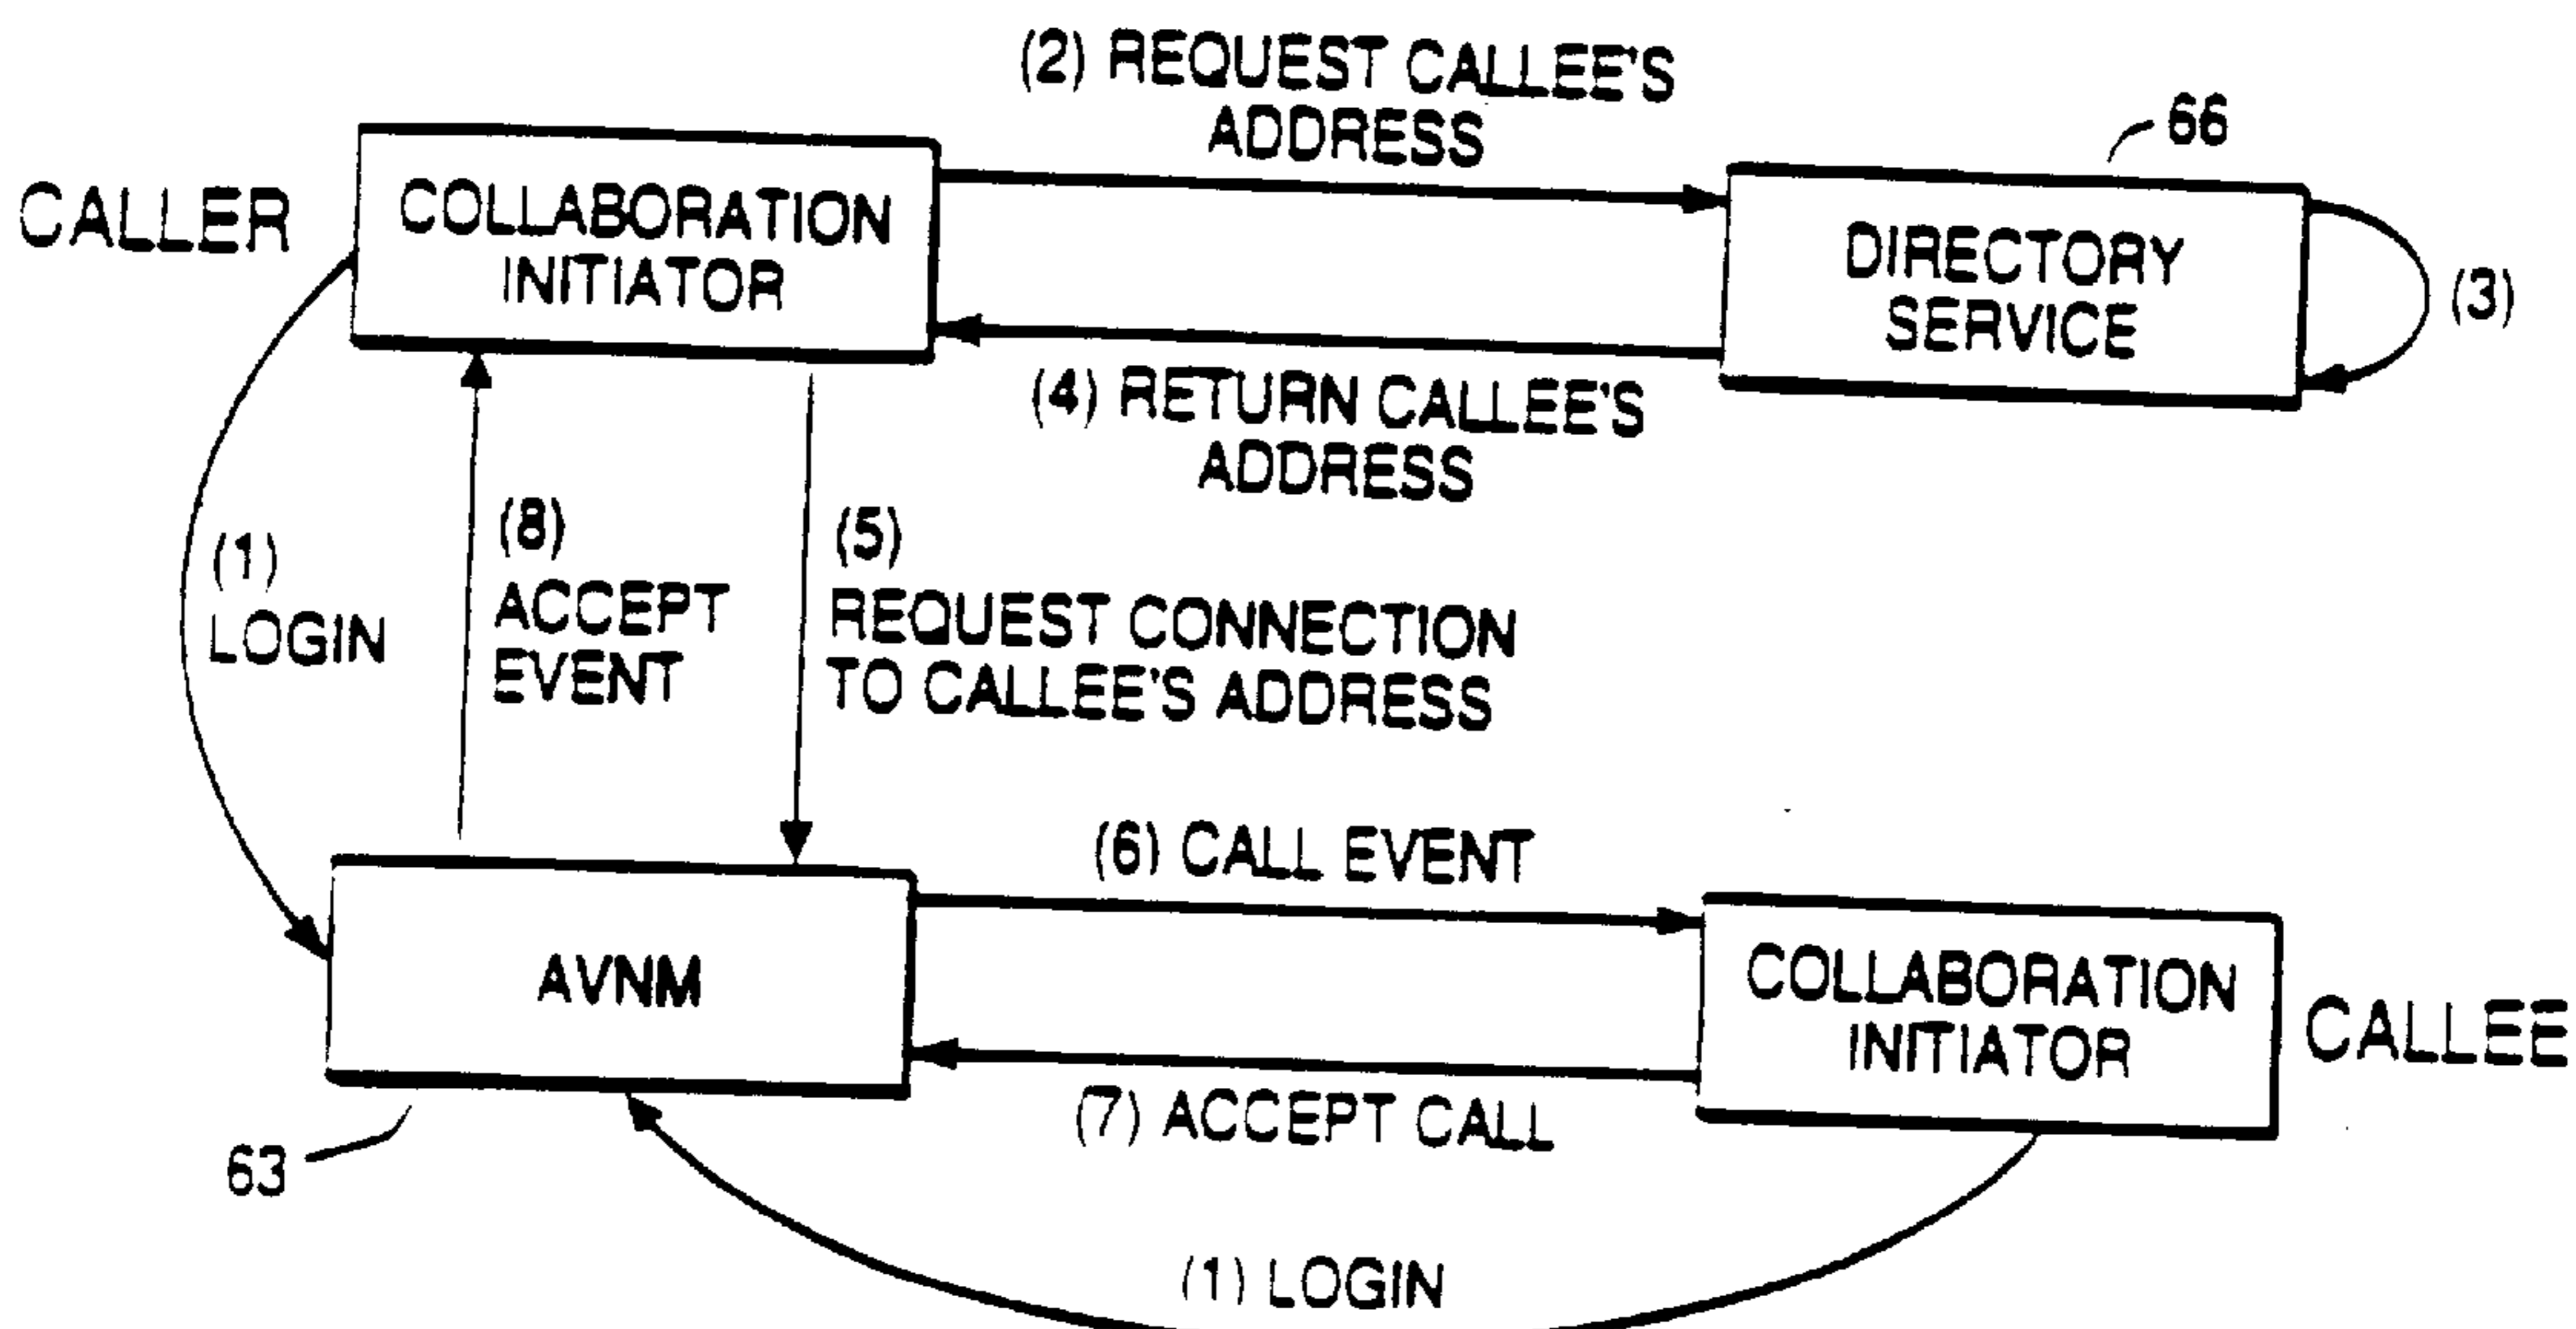 (2) REQUEST CALLEE'S
ADDRESS
66
CALLER
COLLABORATION
INITIATOR
DIRECTORY
SERVICE
(3)
(4) RETURN CALLEE'S
ADDRESS
(1)
LOGIN
(8)
ACCEPT
EVENT
(5)
REQUEST CONNECTION
TO CALLEE'S ADDRESS
(6) CALL EVENT
AVNM
COLLABORATION
INITIATOR
CALLEE
(7) ACCEPT CALL
63
(1) LOGIN